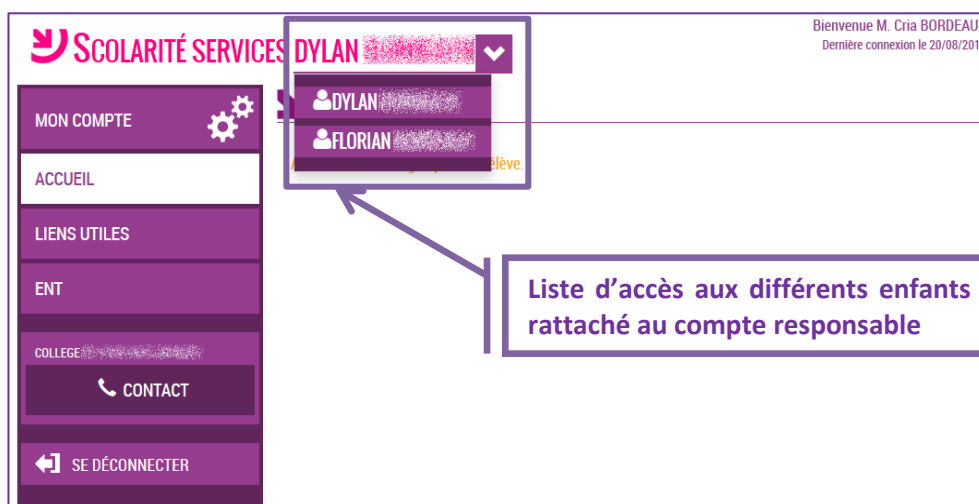 Bienvenue M. Cria BORDEAU
Dernière connexion le 20/08/201
SCOLARITÉ SERVICES DYLAN
DYLAN
FLORIAN
élève.
MON COMPTE
ACCUEIL
LIENS UTILES
ENT
COLLEGE
CONTACT
SE DÉCONNECTER
Liste d'accès aux différents enfants
rattaché au compte responsable